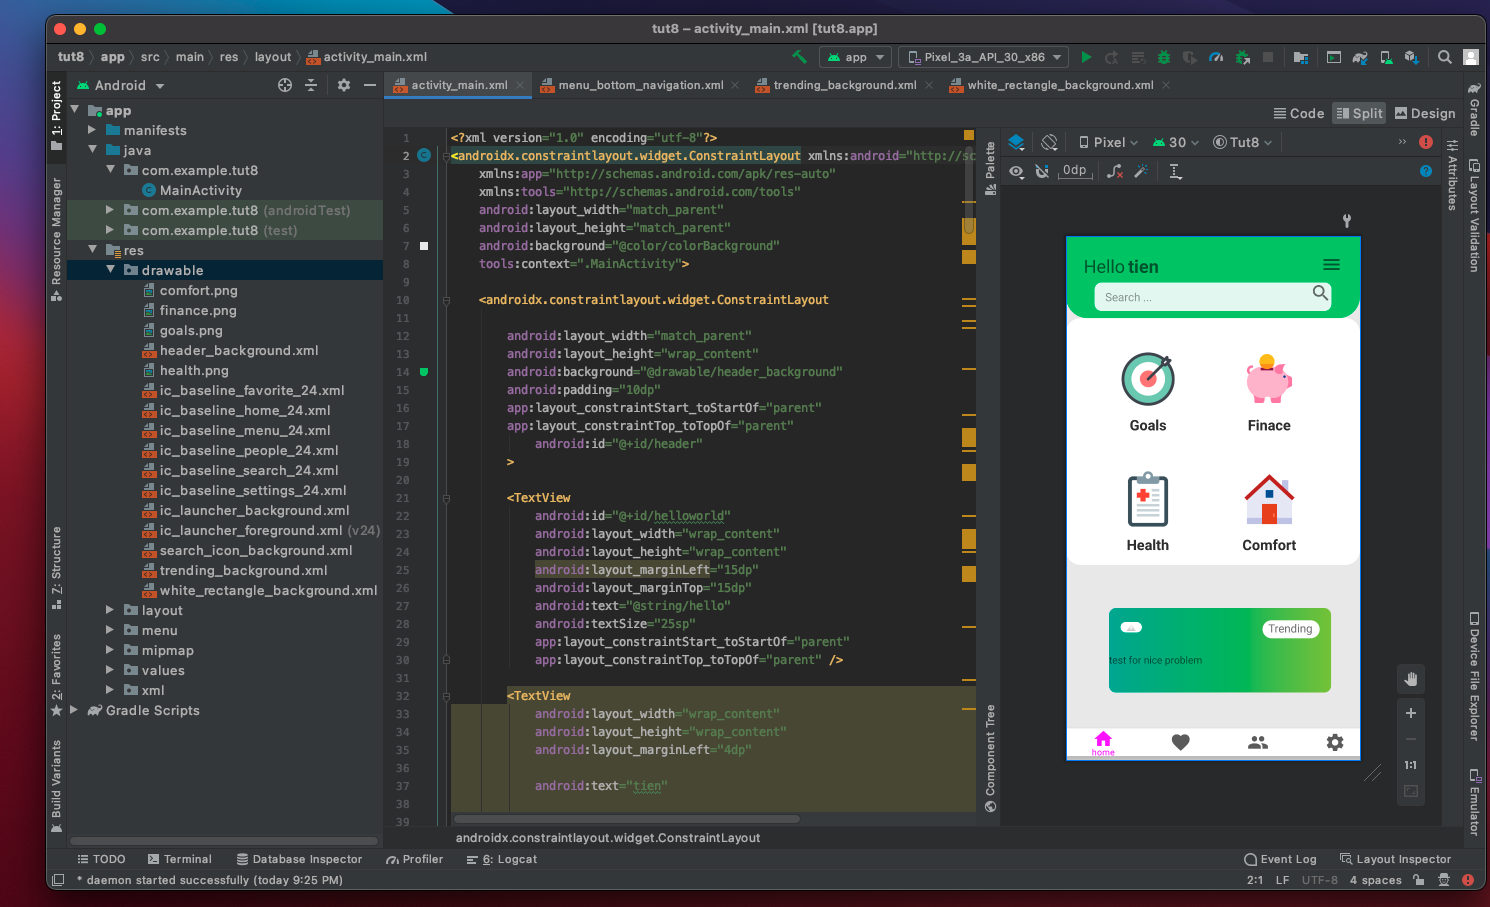 tut8 – activity_main.xml [tut8.app]
tut8 app src main res layout activity_main.xml
app
Pixel_3a_API_30_x86
1: Project
Resource Manager
Z: Structure
2: Favorites
Build Variants
Android
app
manifests
java
com.example.tut8
MainActivity
com.example.tut8 (androidTest)
com.example.tut8 (test)
res
drawable
comfort.png
finance.png
goals.png
header_background.xml
health.png
ic_baseline_favorite_24.xml
ic_baseline_home_24.xml
ic_baseline_menu_24.xml
ic_baseline_people_24.xml
ic_baseline_search_24.xml
ic_baseline_settings_24.xml
ic_launcher_background.xml
ic_launcher_foreground.xml (v24)
search_icon_background.xml
trending_background.xml
white_rectangle_background.xml
layout
menu
mipmap
values
xml
Gradle Scripts
activity_main.xml
menu_bottom_navigation.xml
trending_background.xml
white_rectangle_background.xml
Code Split Design
1 <?xml version="1.0" encoding="utf-8"?>
2 <androidx.constraintlayout.widget.ConstraintLayout xmlns:android="http://sc
3 xmlns:app="http://schemas.android.com/apk/res-auto"
4 xmlns:tools="http://schemas.android.com/tools"
5 android:layout_width="match_parent"
6 android:layout_height="match_parent"
7 android:background="@color/colorBackground"
8 tools:context=".MainActivity">
9
10 <androidx.constraintlayout.widget.ConstraintLayout
11
12 android:layout_width="match_parent"
13 android:layout_height="wrap_content"
14 android:background="@drawable/header_background"
15 android:padding="10dp"
16 app:layout_constraintStart_toStartOf="parent"
17 app:layout_constraintTop_toTopOf="parent"
18 android:id="@+id/header"
19 >
20
21 <TextView
22 android:id="@+id/helloworld"
23 android:layout_width="wrap_content"
24 android:layout_height="wrap_content"
25 android:layout_marginLeft="15dp"
26 android:layout_marginTop="15dp"
27 android:text="@string/hello"
28 android:textSize="25sp"
29 app:layout_constraintStart_toStartOf="parent"
30 app:layout_constraintTop_toTopOf="parent" />
31
32 <TextView
33 android:layout_width="wrap_content"
34 android:layout_height="wrap_content"
35 android:layout_marginLeft="4dp"
36
37 android:text="tien"
38
39
androidx.constraintlayout.widget.ConstraintLayout
Palette
Component Tree
Pixel 30 Tut8
0dp
Hello tien
Search ...
Goals
Finace
Health
Comfort
Trending
test for nice problem
home
1:1
Attributes
Gradle
Layout Validation
Device File Explorer
Emulator
TODO Terminal Database Inspector Profiler 6: Logcat
Event Log Layout Inspector
* daemon started successfully (today 9:25 PM)
2:1 LF UTF-8 4 spaces